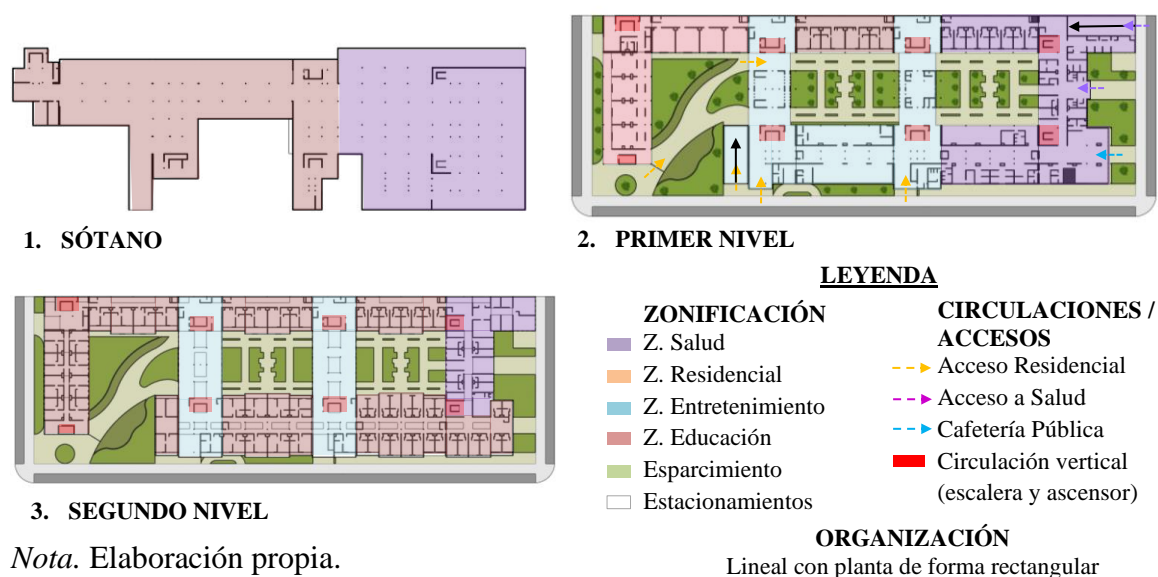 1. SÓTANO
2. PRIMER NIVEL
3. SEGUNDO NIVEL
Nota. Elaboración propia.
LEYENDA
ZONIFICACIÓN
Z. Salud
Z. Residencial
Z. Entretenimiento
Z. Educación
Esparcimiento
Estacionamientos
CIRCULACIONES /
ACCESOS
Acceso Residencial
Acceso a Salud
Cafetería Pública
Circulación vertical
(escalera y ascensor)
ORGANIZACIÓN
Lineal con planta de forma rectangular